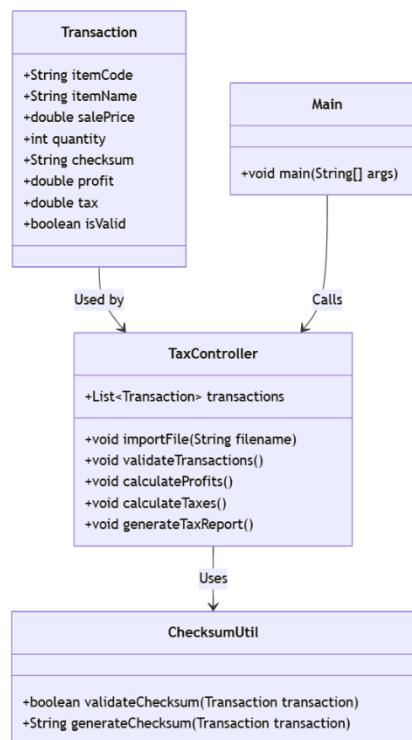 Transaction
+String itemCode
+String itemName
+double salePrice
+int quantity
+String checksum
+double profit
+double tax
+boolean isValid
Main
+void main(String[] args)
Used by
Calls
TaxController
+List<Transaction> transactions
+void importFile(String filename)
+void validateTransactions()
+void calculateProfits()
+void calculateTaxes()
+void generateTaxReport()
Uses
ChecksumUtil
+boolean validateChecksum(Transaction transaction)
+String generateChecksum(Transaction transaction)